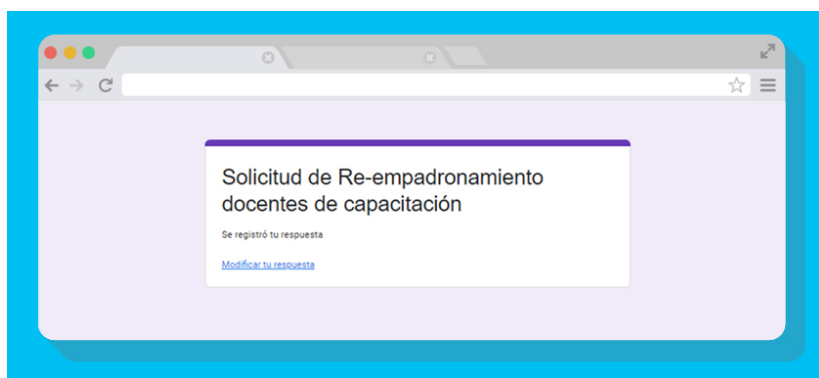 Solicitud de Re-empadronamiento
docentes de capacitación
Se registró tu respuesta
Modificar tu respuesta